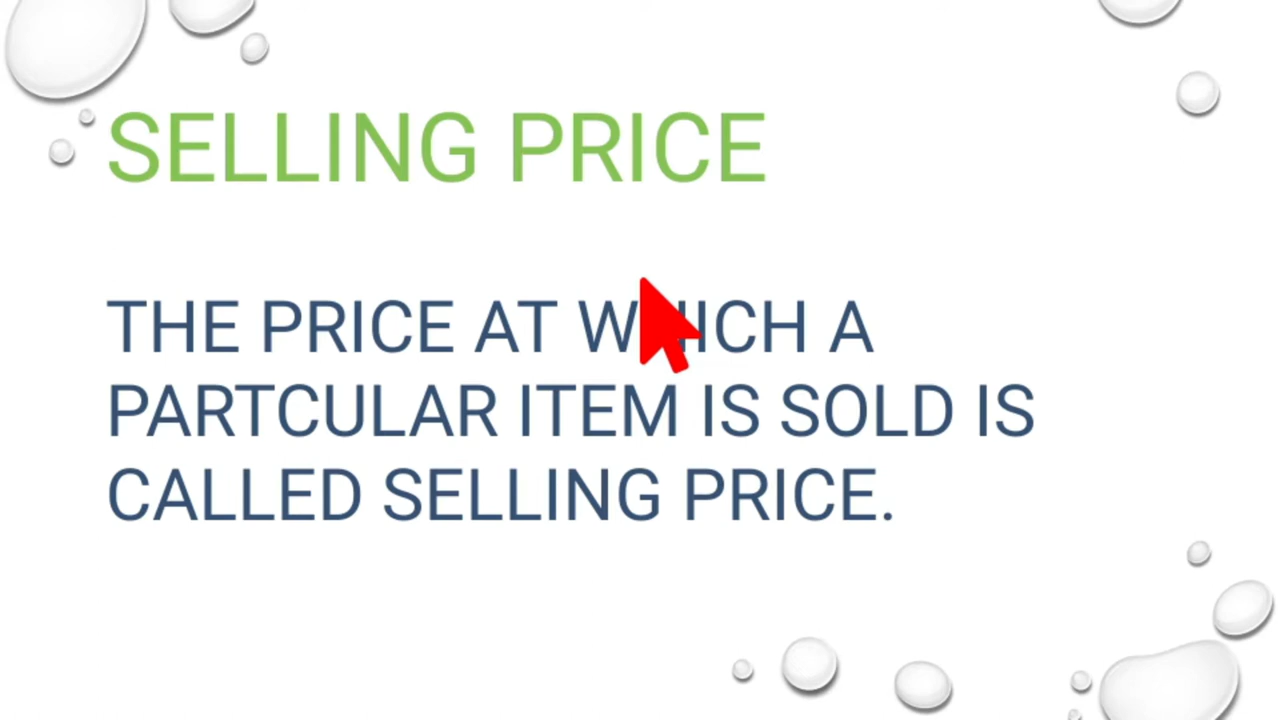 SELLING PRICE
THE PRICE AT WHICH A
PARTCULAR ITEM IS SOLD IS
CALLED SELLING PRICE.